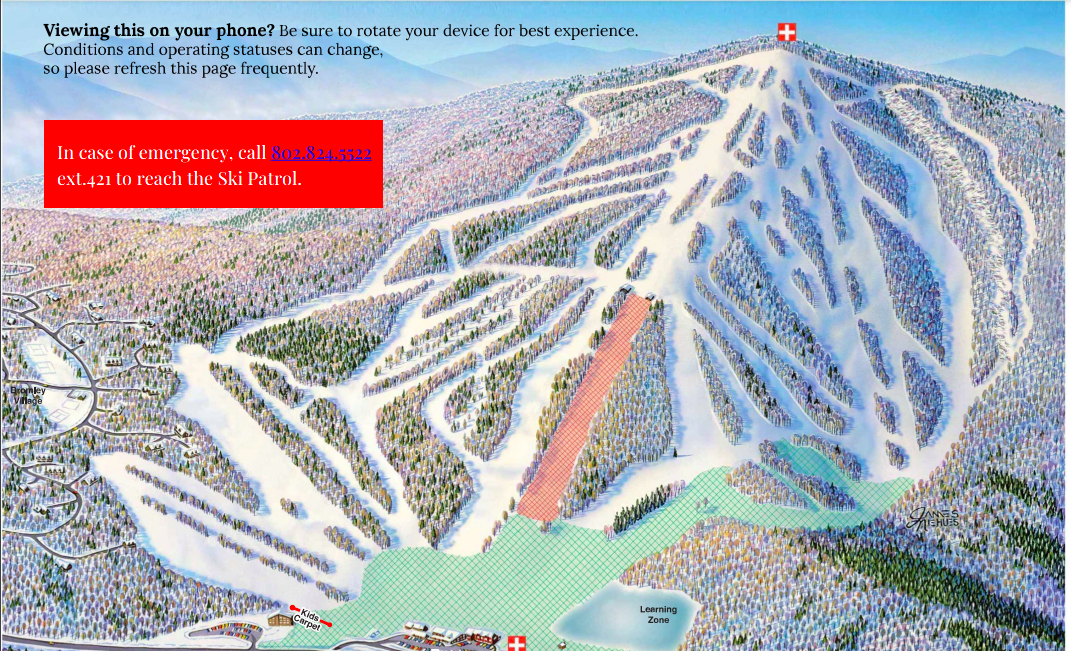 Viewing this on your phone? Be sure to rotate your device for best experience.
Conditions and operating statuses can change,
so please refresh this page frequently.
In case of emergency, call 802.824.5522
ext.421 to reach the Ski Patrol.
Bromley
Village
Kids
Carpet
Learning
Zone
JAMES
NIEHUES